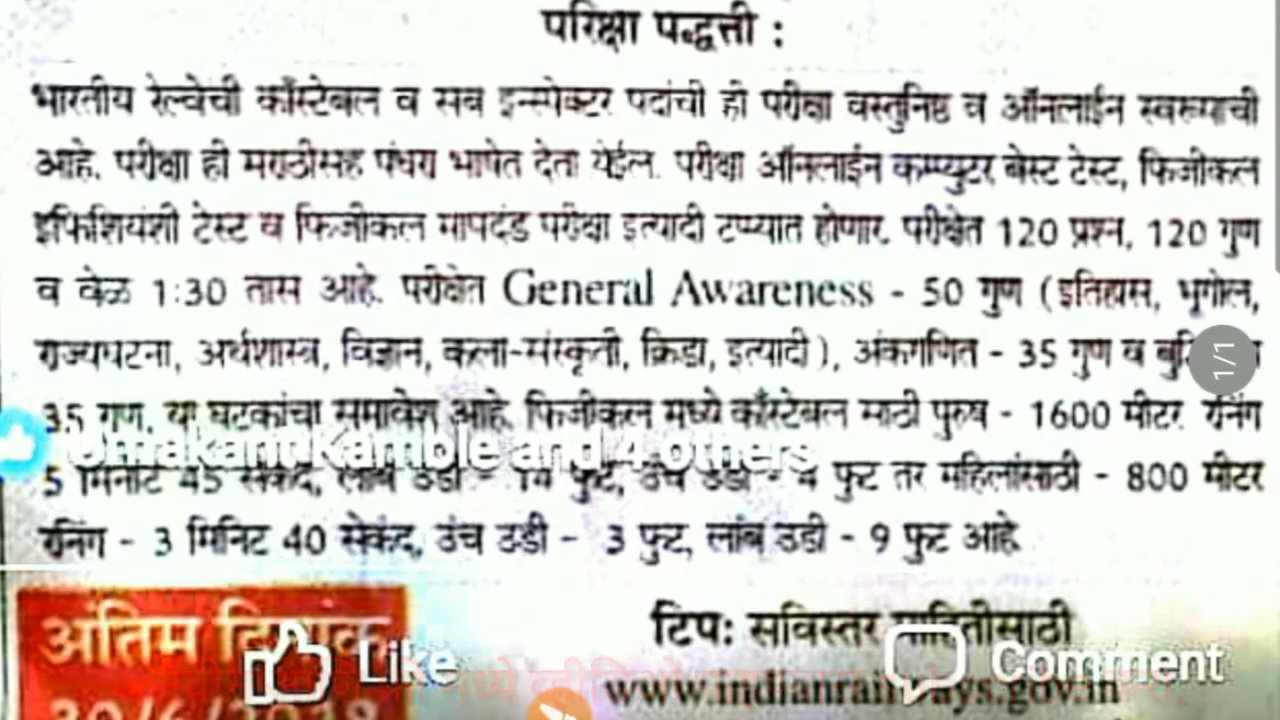 परिक्षा पद्धत्ती :
भारतीय रेल्वेची काँस्टेबल व सब इन्स्पेक्टर पदांची ही परीक्षा वस्तुनिष्ठ व ऑनलाईन स्वरूपाची
आहे. परीक्षा ही मराठीसह पंधरा भाषेत देता येईल. परीक्षा ऑनलाईन कम्प्युटर बेस्ट टेस्ट, फिजीकल
इफिशियंशी टेस्ट व फिजीकल मापदंड परीक्षा इत्यादी टप्प्यात होणार. परीक्षेत 120 प्रश्न, 120 गुण
व वेळ 1:30 तास आहे. परीक्षेत General Awareness - 50 गुण (इतिहास, भूगोल,
राज्यघटना, अर्थशास्त्र, विज्ञान, कला-संस्कृती, क्रिडा, इत्यादी), अंकगणित - 35 गुण व
1/1
35 गुण, या घटकांचा समावेश आहे. फिजीकल मध्ये काँस्टेबल साठी पुरुष - 1600 मीटर रनिंग
Umakant Kamble and 4 others
5 मिनीट 45 सेकंद, लांब उडी - 14 फुट, उंच उडी - 4 फुट तर महिलांसाठी - 800 मीटर
रनिंग - 3 मिनिट 40 सेकंद, उंच उडी - 3 फुट, लांब उडी - 9 फुट आहे.
अंतिम दिनांक
टिप: सविस्तर माहितीसाठी
Like
Comment
www.indianrailways.gov.in